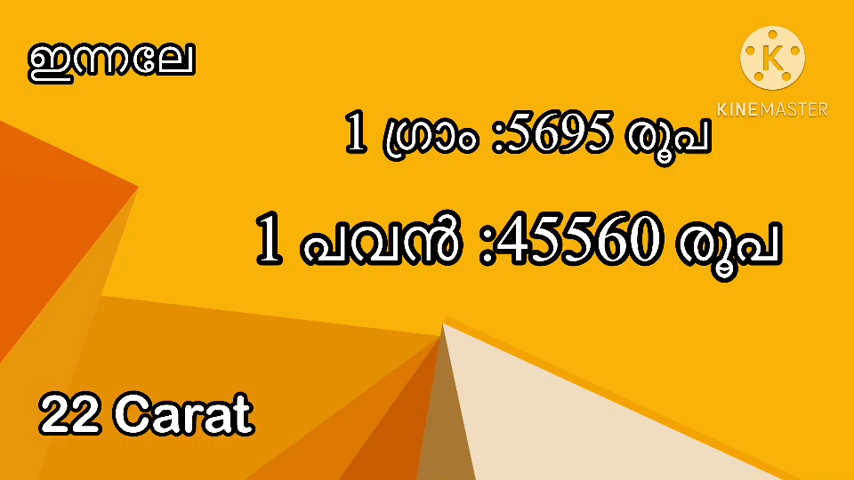 ഇന്നലേ
KINEMASTER
1 ഗ്രാം :5695 രൂപ
1 പവൻ :45560 രൂപ
22 Carat